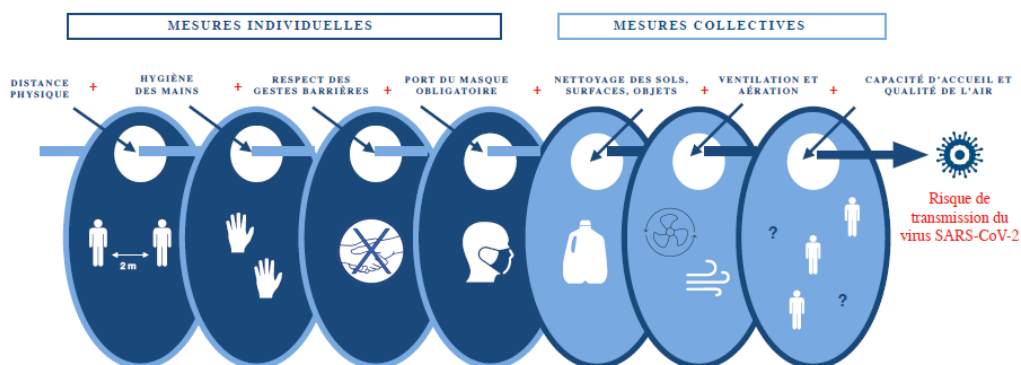 MESURES INDIVIDUELLES
MESURES COLLECTIVES
DISTANCE
PHYSIQUE
+
HYGIÈNE
DES MAINS
+
RESPECT DES
GESTES BARRIÈRES
+
PORT DU MASQUE
OBLIGATOIRE
+
NETTOYAGE DES SOLS,
SURFACES, OBJETS
+
VENTILATION ET
AÉRATION
+
CAPACITÉ D'ACCUEIL ET
QUALITÉ DE L'AIR
2 m
?
?
Risque de
transmission du
virus SARS-CoV-2